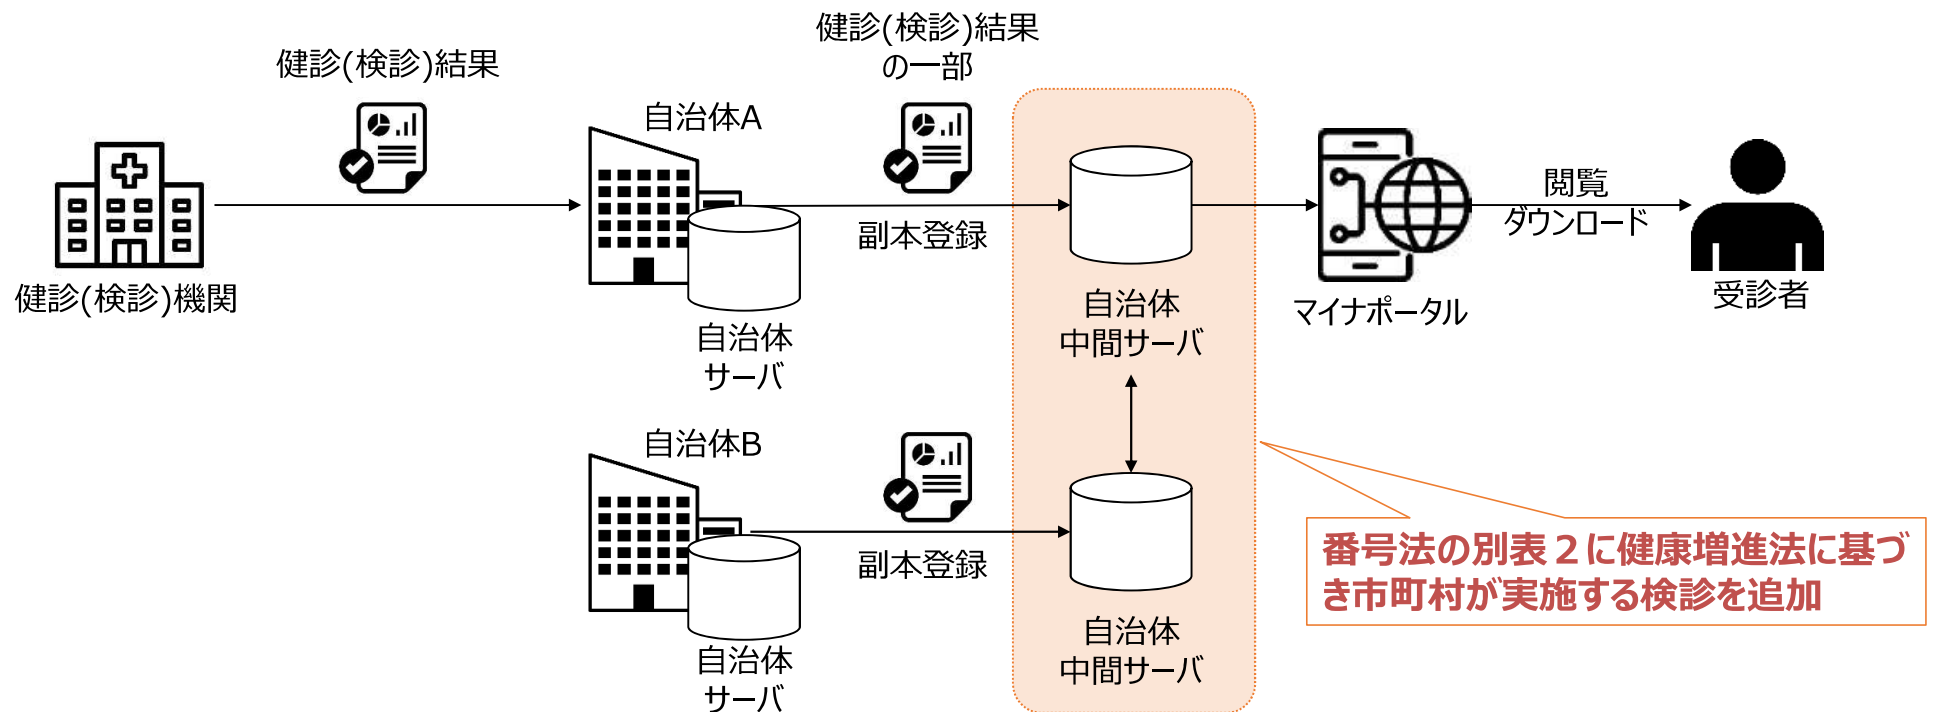 健診(検診)結果
健診(検診)結果
の一部
自治体A
健診(検診)機関
副本登録
自治体
サーバ
自治体
中間サーバ
マイナポータル
閲覧
ダウンロード
受診者
自治体B
副本登録
自治体
サーバ
自治体
中間サーバ
番号法の別表２に健康増進法に基づ
き市町村が実施する検診を追加